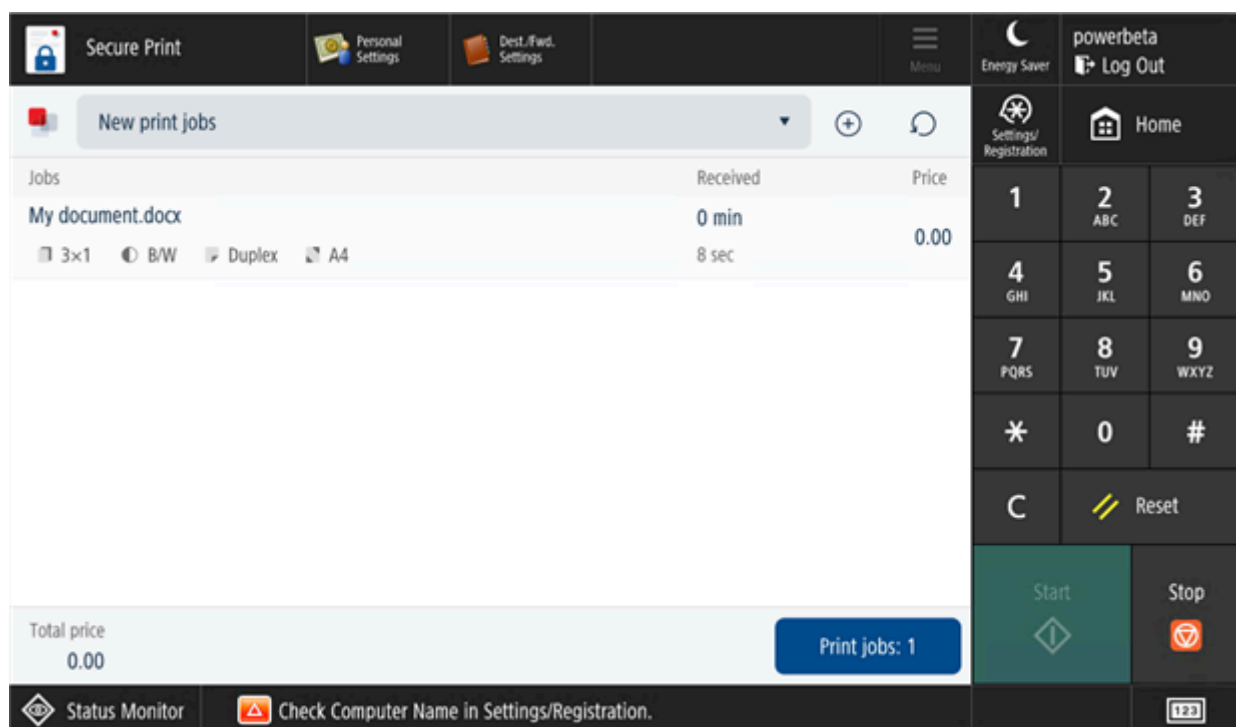 Secure Print
Personal
Settings
Dest./Fwd.
Settings
Menu
Energy Saver
powerbeta
Log Out
New print jobs
Settings/
Registration
Home
Jobs Received Price
My document.docx 0 min 0.00
3×1 B/W Duplex A4 8 sec
1 2 3
ABC DEF
4 5 6
GHI JKL MNO
7 8 9
PQRS TUV WXYZ
* 0 #
C Reset
Start Stop
Total price
0.00
Print jobs: 1
Status Monitor Check Computer Name in Settings/Registration. 123